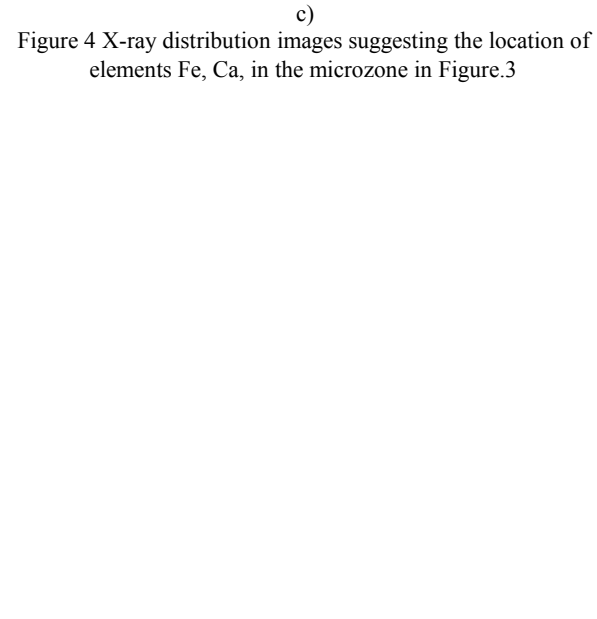 c)
Figure 4 X-ray distribution images suggesting the location of
elements Fe, Ca, in the microzone in Figure.3